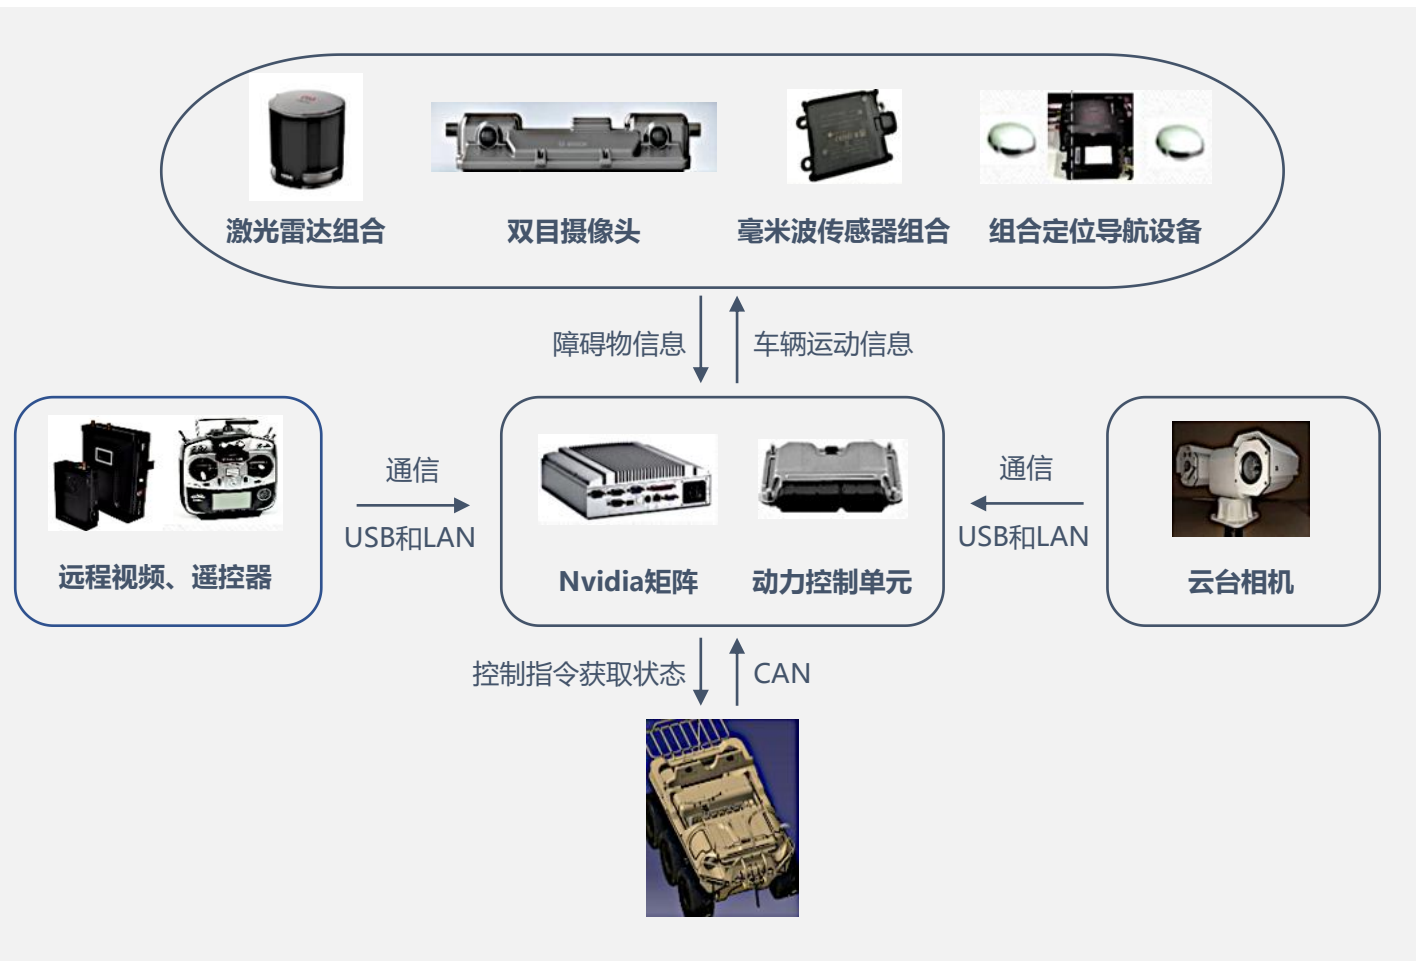 激光雷达组合
双目摄像头
毫米波传感器组合
组合定位导航设备
障碍物信息
车辆运动信息
通信
USB和LAN
通信
USB和LAN
远程视频、遥控器
Nvidia矩阵
动力控制单元
云台相机
控制指令获取状态
CAN